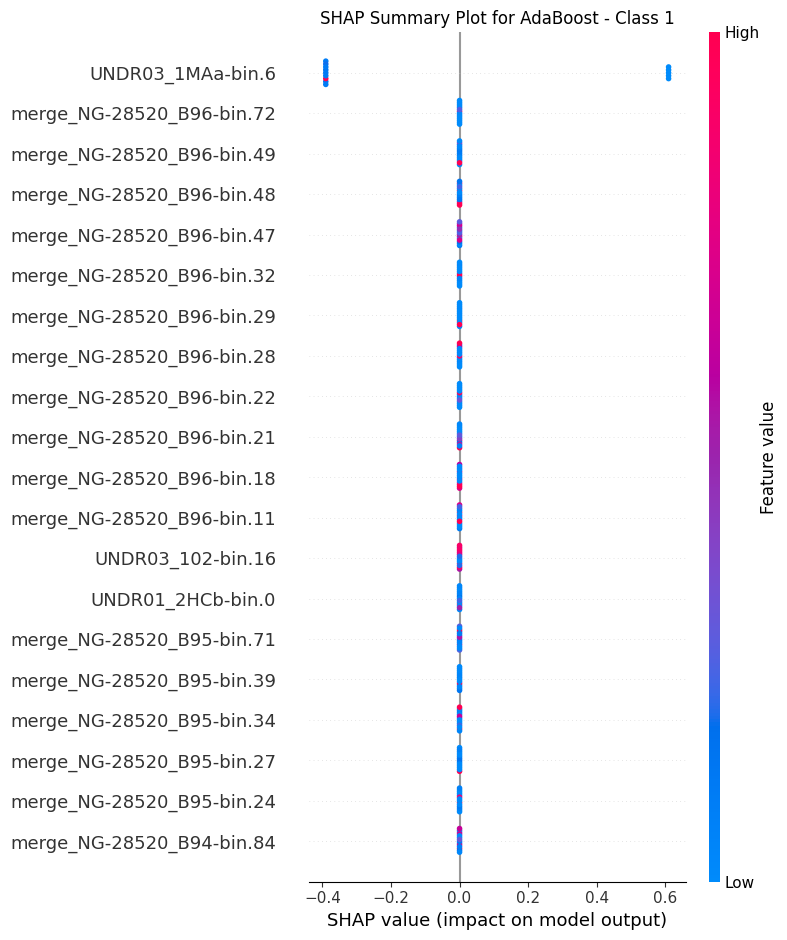 SHAP Summary Plot for AdaBoost - Class 1
High
UNDR03_1MAa-bin.6
merge_NG-28520_B96-bin.72
merge_NG-28520_B96-bin.49
merge_NG-28520_B96-bin.48
merge_NG-28520_B96-bin.47
merge_NG-28520_B96-bin.32
merge_NG-28520_B96-bin.29
merge_NG-28520_B96-bin.28
merge_NG-28520_B96-bin.22
merge_NG-28520_B96-bin.21
merge_NG-28520_B96-bin.18
merge_NG-28520_B96-bin.11
UNDR03_102-bin.16
UNDR01_2HCb-bin.0
merge_NG-28520_B95-bin.71
merge_NG-28520_B95-bin.39
merge_NG-28520_B95-bin.34
merge_NG-28520_B95-bin.27
merge_NG-28520_B95-bin.24
merge_NG-28520_B94-bin.84
Feature value
Low
−0.4 −0.2 0.0 0.2 0.4 0.6
SHAP value (impact on model output)